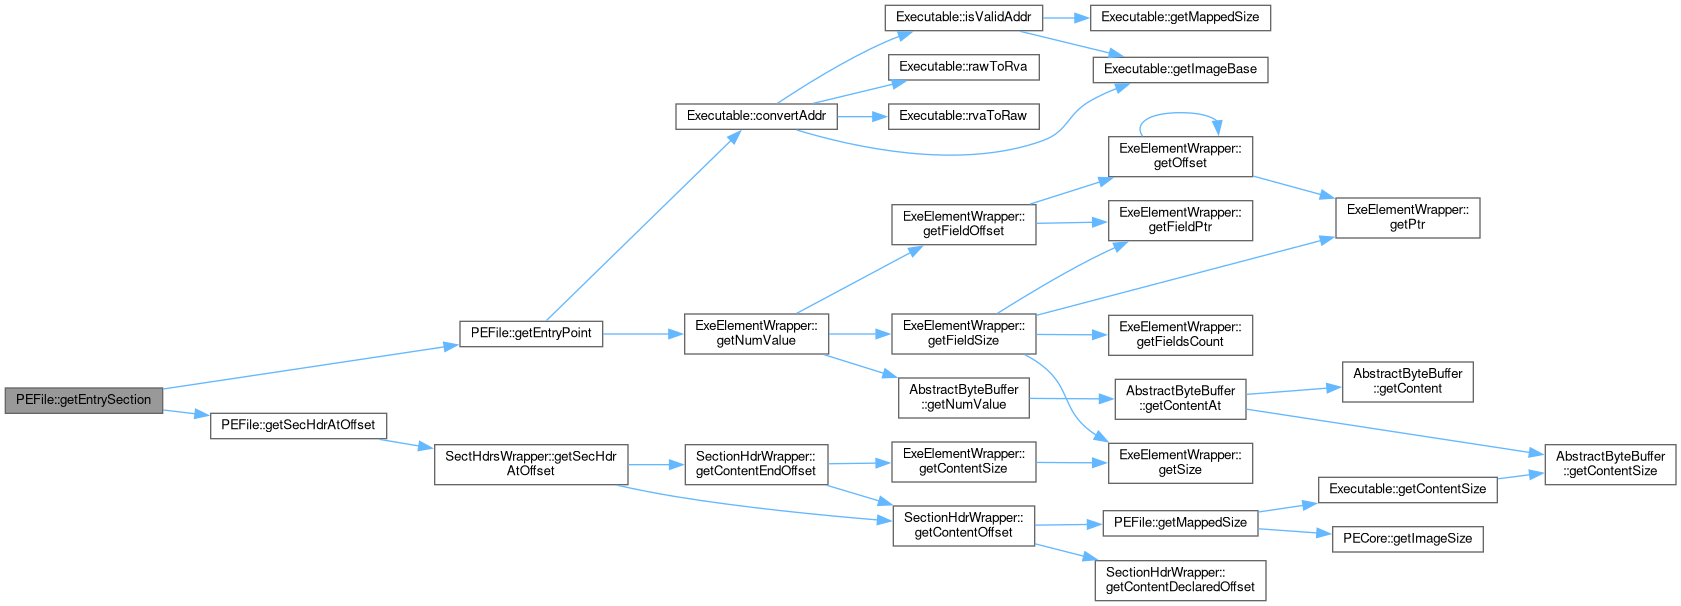 Executable::isValidAddr
Executable::getMappedSize
Executable::rawToRva
Executable::getImageBase
Executable::convertAddr
Executable::rvaToRaw
ExeElementWrapper::
getOffset
ExeElementWrapper::
getFieldOffset
ExeElementWrapper::
getFieldPtr
ExeElementWrapper::
getPtr
PEFile::getEntryPoint
ExeElementWrapper::
getNumValue
ExeElementWrapper::
getFieldSize
ExeElementWrapper::
getFieldsCount
PEFile::getEntrySection
AbstractByteBuffer
::getNumValue
AbstractByteBuffer
::getContentAt
AbstractByteBuffer
::getContent
PEFile::getSecHdrAtOffset
SectHdrsWrapper::getSecHdr
AtOffset
SectionHdrWrapper::
getContentEndOffset
ExeElementWrapper::
getContentSize
ExeElementWrapper::
getSize
AbstractByteBuffer
::getContentSize
Executable::getContentSize
SectionHdrWrapper::
getContentOffset
PEFile::getMappedSize
PECore::getImageSize
SectionHdrWrapper::
getContentDeclaredOffset